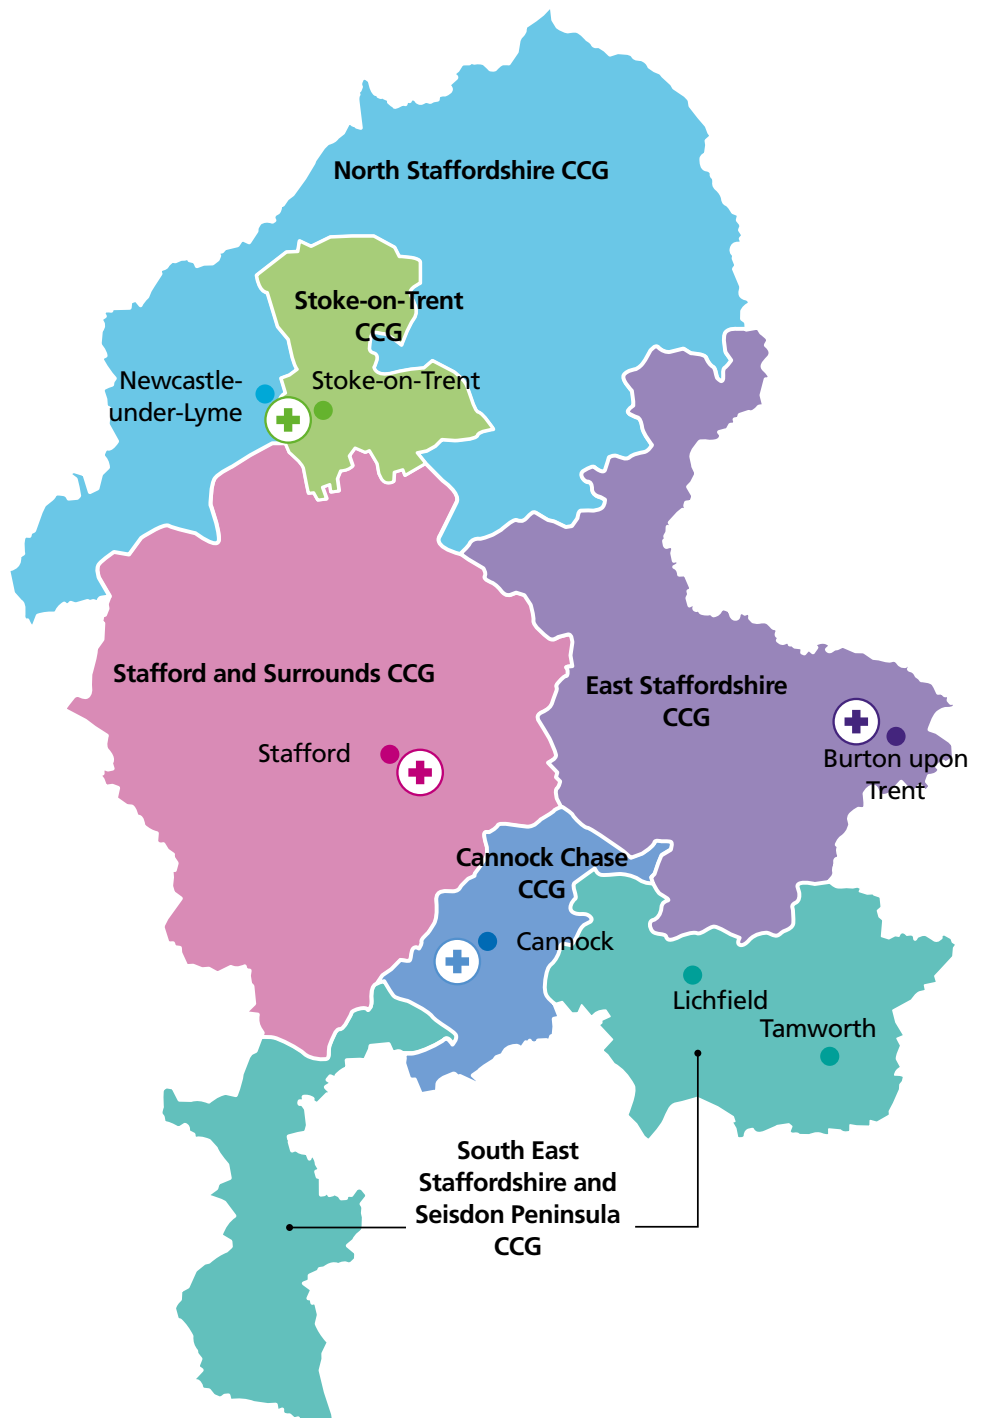 North Staffordshire CCG
Stoke-on-Trent
CCG
Newcastle-
under-Lyme
Stoke-on-Trent
Stafford and Surrounds CCG
East Staffordshire
CCG
Stafford
Burton upon
Trent
Cannock Chase
CCG
Cannock
Lichfield
Tamworth
South East
Staffordshire and
Seisdon Peninsula
CCG